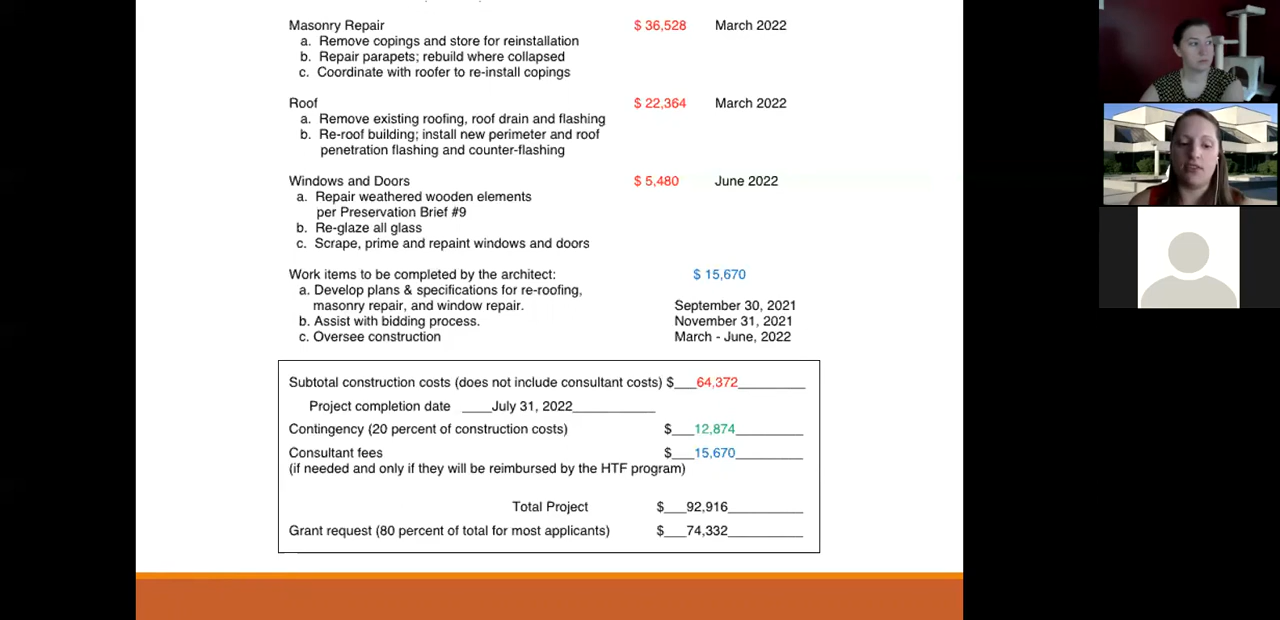 Masonry Repair $ 36,528 March 2022
a. Remove copings and store for reinstallation
b. Repair parapets; rebuild where collapsed
c. Coordinate with roofer to re-install copings
Roof $ 22,364 March 2022
a. Remove existing roofing, roof drain and flashing
b. Re-roof building; install new perimeter and roof
penetration flashing and counter-flashing
Windows and Doors $ 5,480 June 2022
a. Repair weathered wooden elements
per Preservation Brief #9
b. Re-glaze all glass
c. Scrape, prime and repaint windows and doors
Work items to be completed by the architect: $ 15,670
a. Develop plans & specifications for re-roofing,
masonry repair, and window repair. September 30, 2021
b. Assist with bidding process. November 31, 2021
c. Oversee construction March - June, 2022
Subtotal construction costs (does not include consultant costs) $___64,372_________
Project completion date ____July 31, 2022___________
Contingency (20 percent of construction costs) $___12,874_________
Consultant fees $___15,670_________
(if needed and only if they will be reimbursed by the HTF program)
Total Project $___92,916__________
Grant request (80 percent of total for most applicants) $___74,332__________